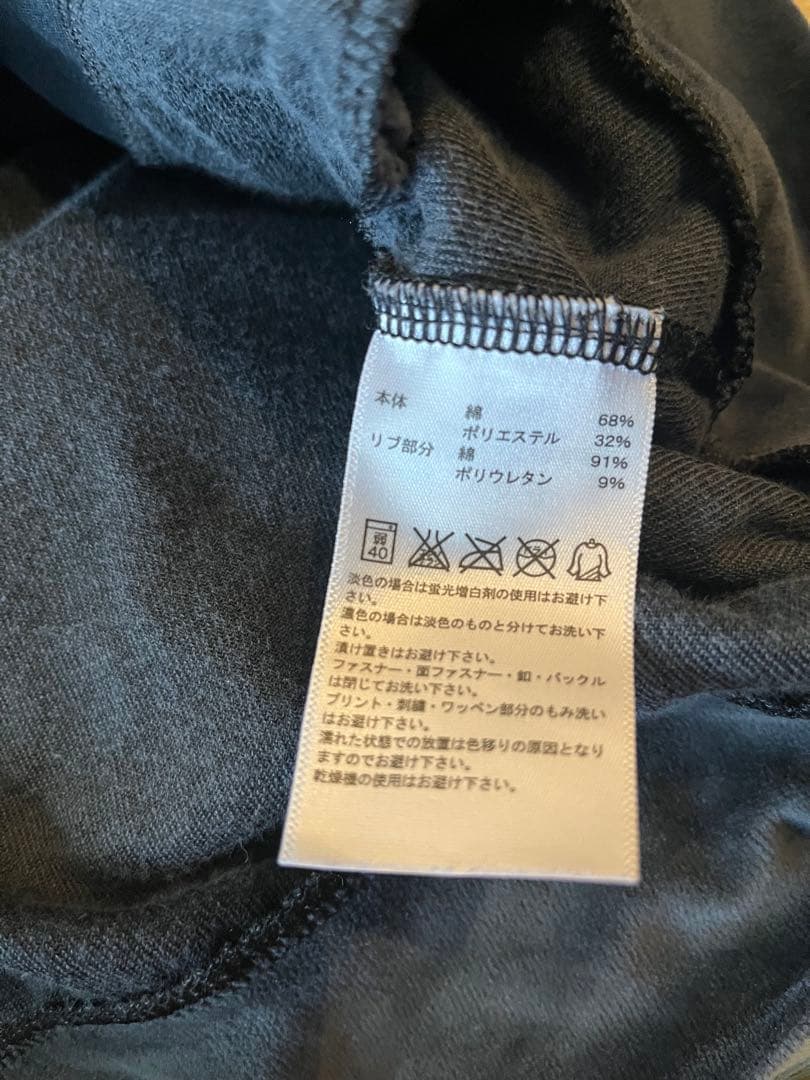 本体 綿 68%
ポリエステル 32%
リブ部分 綿 91%
ポリウレタン 9%
弱
40
淡色の場合は蛍光増白剤の使用はお避け下
さい。
濃色の場合は淡色のものと分けてお洗い下
さい。
漬け置きはお避け下さい。
ファスナー・面ファスナー・釦・バックル
は閉じてお洗い下さい。
プリント・刺繍・ワッペン部分のもみ洗い
はお避け下さい。
濡れた状態での放置は色移りの原因となり
ますのでお避け下さい。
乾燥機の使用はお避け下さい。